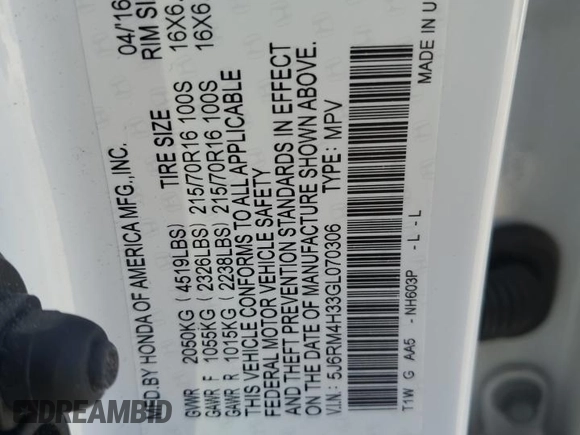 MFD.BY HONDA OF AMERICA MFG.,INC. 04/'16
TIRE SIZE RIM SI
GVWR 2050KG (4519LBS)
GAWR F 1055KG (2328LBS) 215/70R16 100S 16X6.
GAWR R 1015KG (2238LBS) 215/70R16 100S 16X6
THIS VEHICLE CONFORMS TO ALL APPLICABLE
FEDERAL MOTOR VEHICLE SAFETY
AND THEFT PREVENTION STANDARDS IN EFFECT
ON THE DATE OF MANUFACTURE SHOWN ABOVE.
V.I.N.: 5J6RM4H33GL070306 TYPE: MPV
T1W G AA5 - NH603P - L - L MADE IN U
DREAMBID